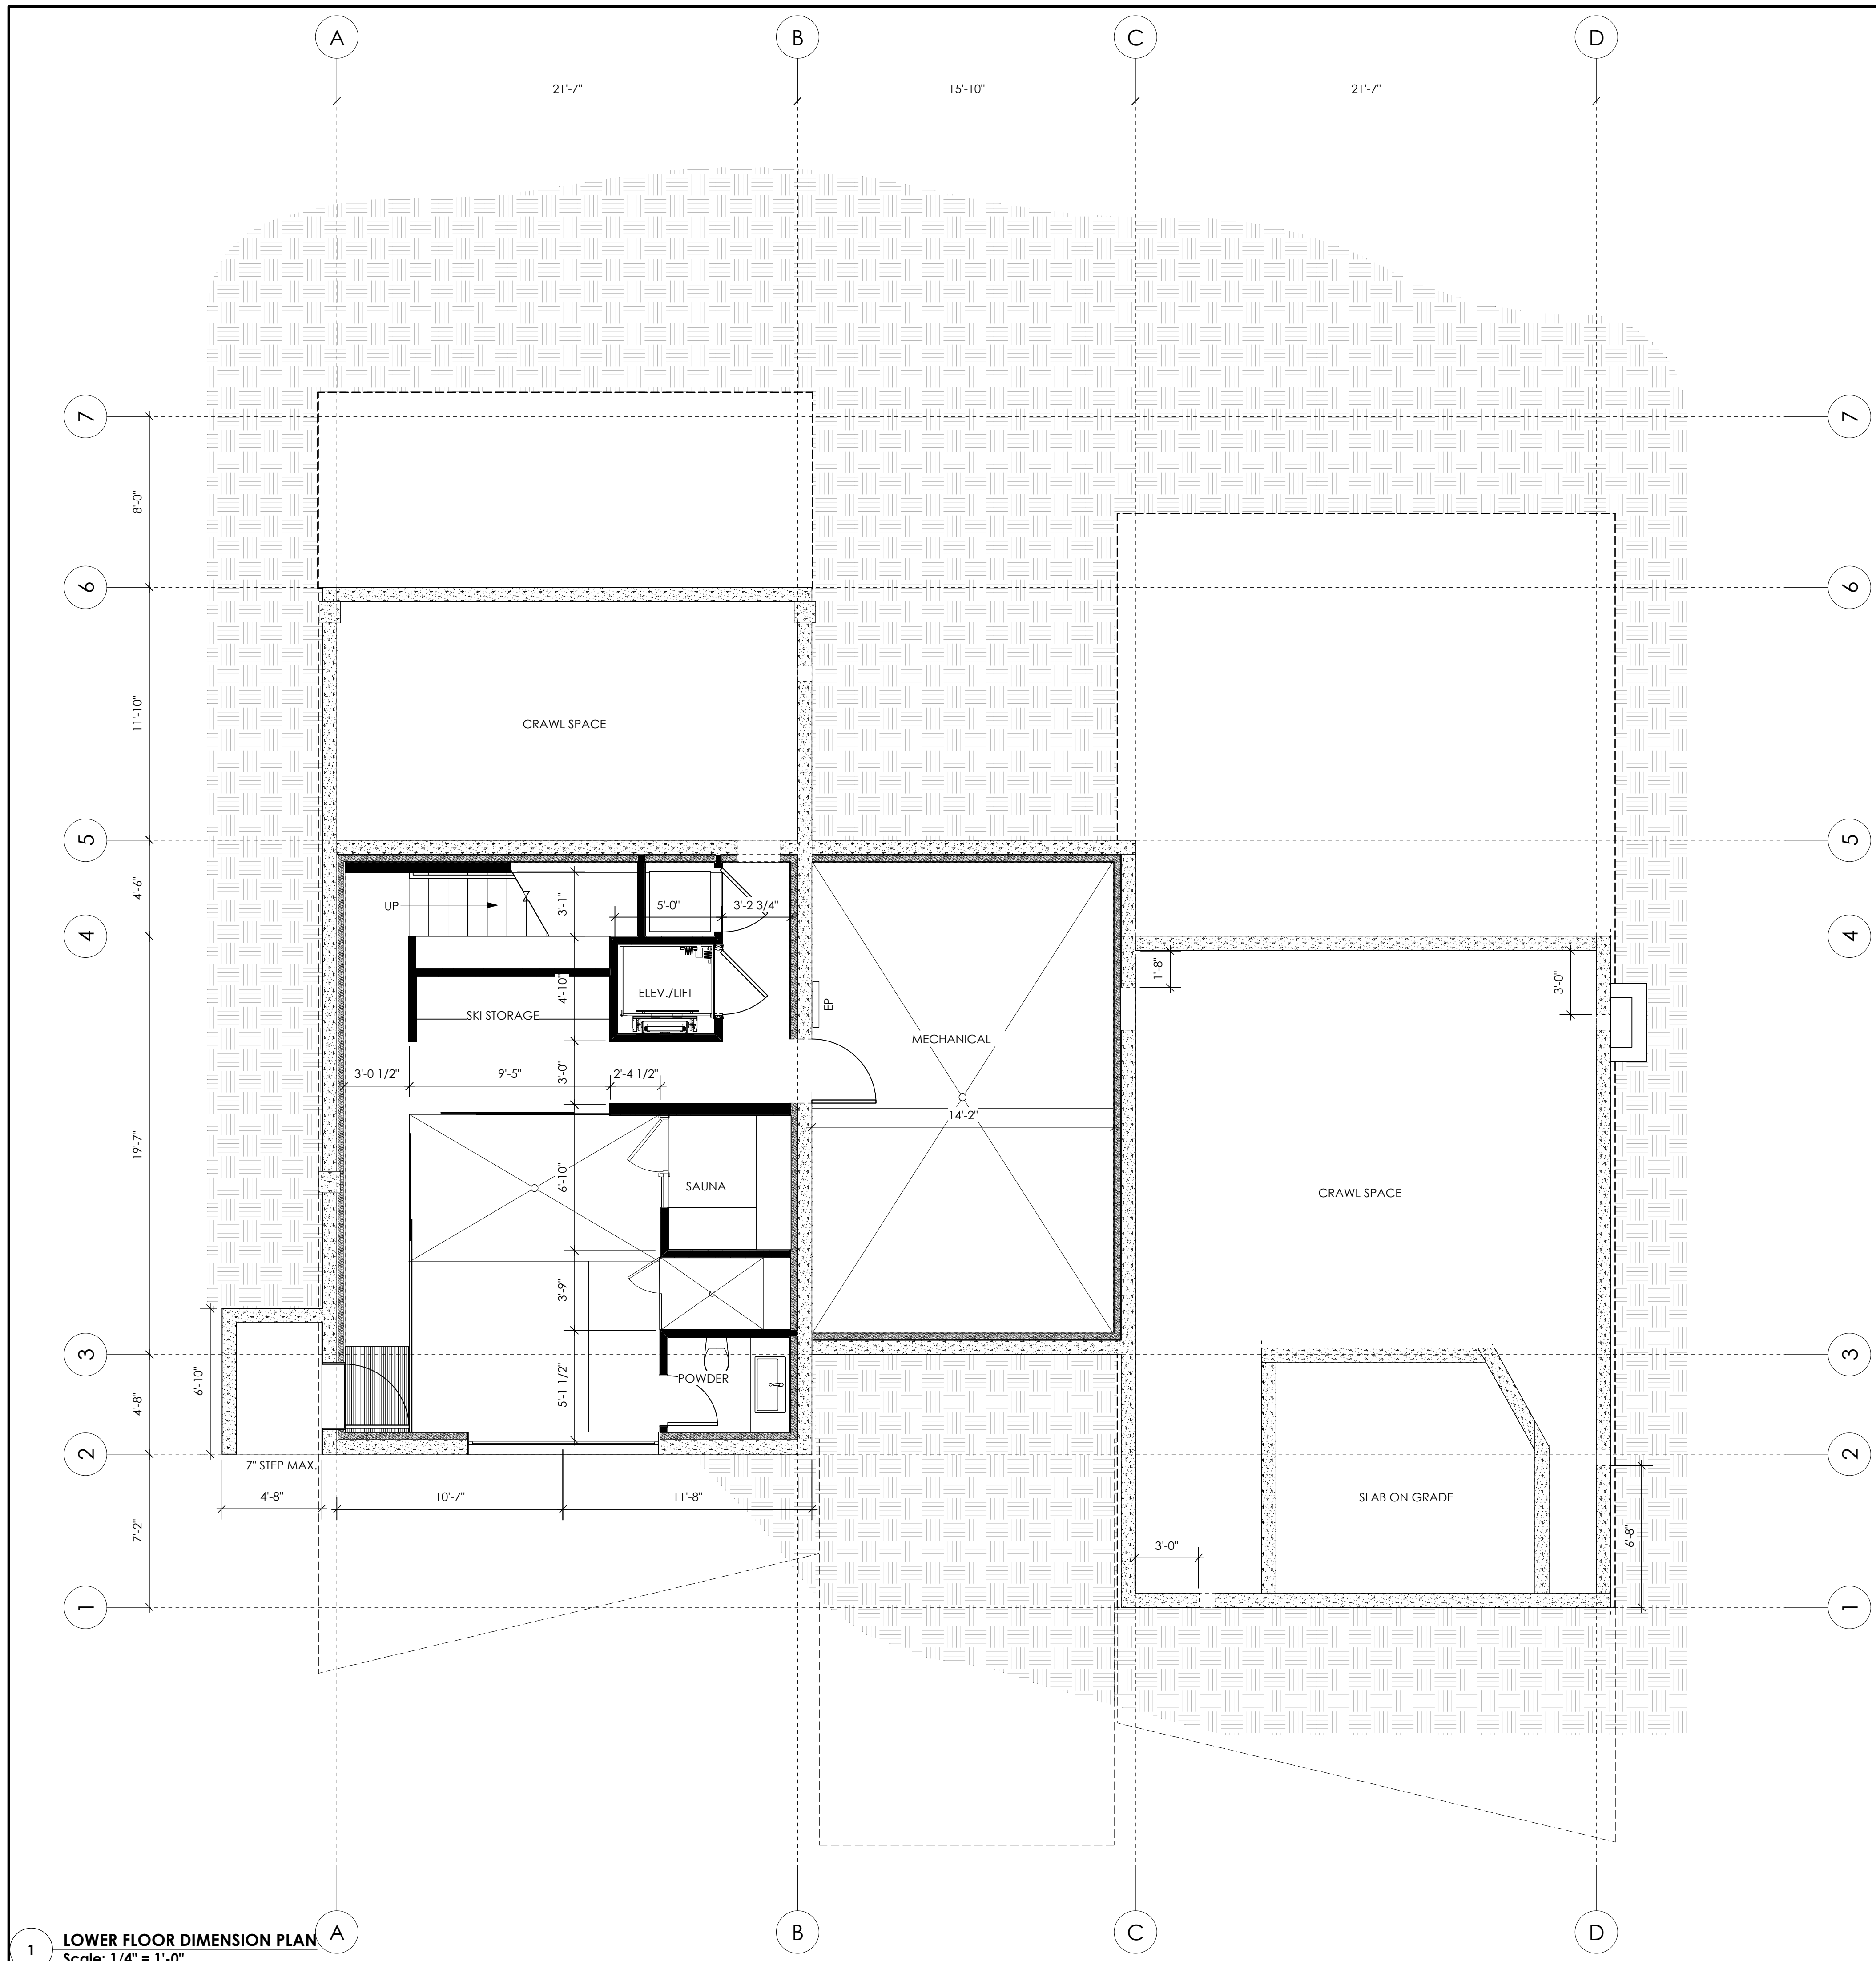 A
B
C
D
21'-7"
15'-10"
21'-7"
7
7
8'-0"
6
6
11'-10"
CRAWL SPACE
5
5
4'-6"
UP
3'-1"
5'-0"
3'-2 3/4"
4
4
1'-8"
3'-0"
4'-10"
ELEV./LIFT
EP
SKI STORAGE
MECHANICAL
3'-0 1/2"
9'-5"
3'-0"
2'-4 1/2"
14'-2"
19'-7"
6'-10"
SAUNA
CRAWL SPACE
3'-9"
3
3
6'-10"
4'-8"
5'-1 1/2"
POWDER
2
2
7" STEP MAX.
4'-8"
10'-7"
11'-8"
SLAB ON GRADE
7'-2"
3'-0"
6'-8"
1
1
A
B
C
D
1
LOWER FLOOR DIMENSION PLAN
Scale: 1/4" = 1'-0"